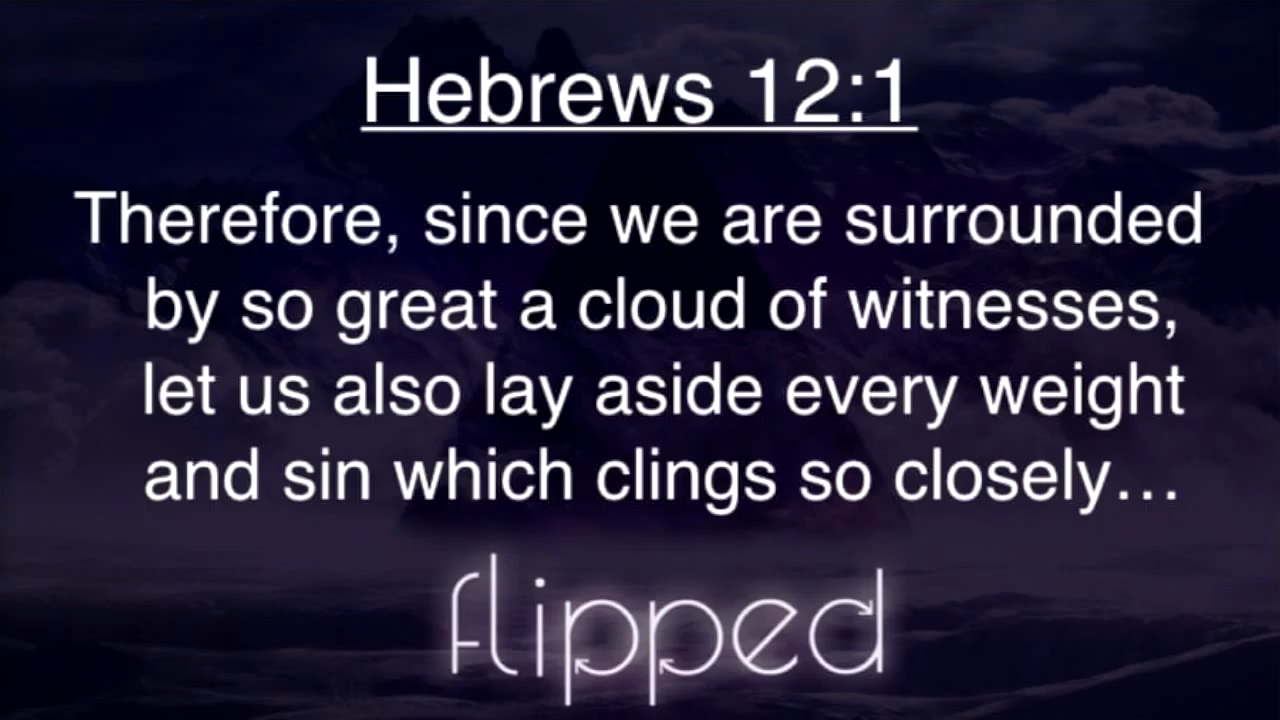 Hebrews 12:1
Therefore, since we are surrounded
by so great a cloud of witnesses,
let us also lay aside every weight
and sin which clings so closely…
flipped